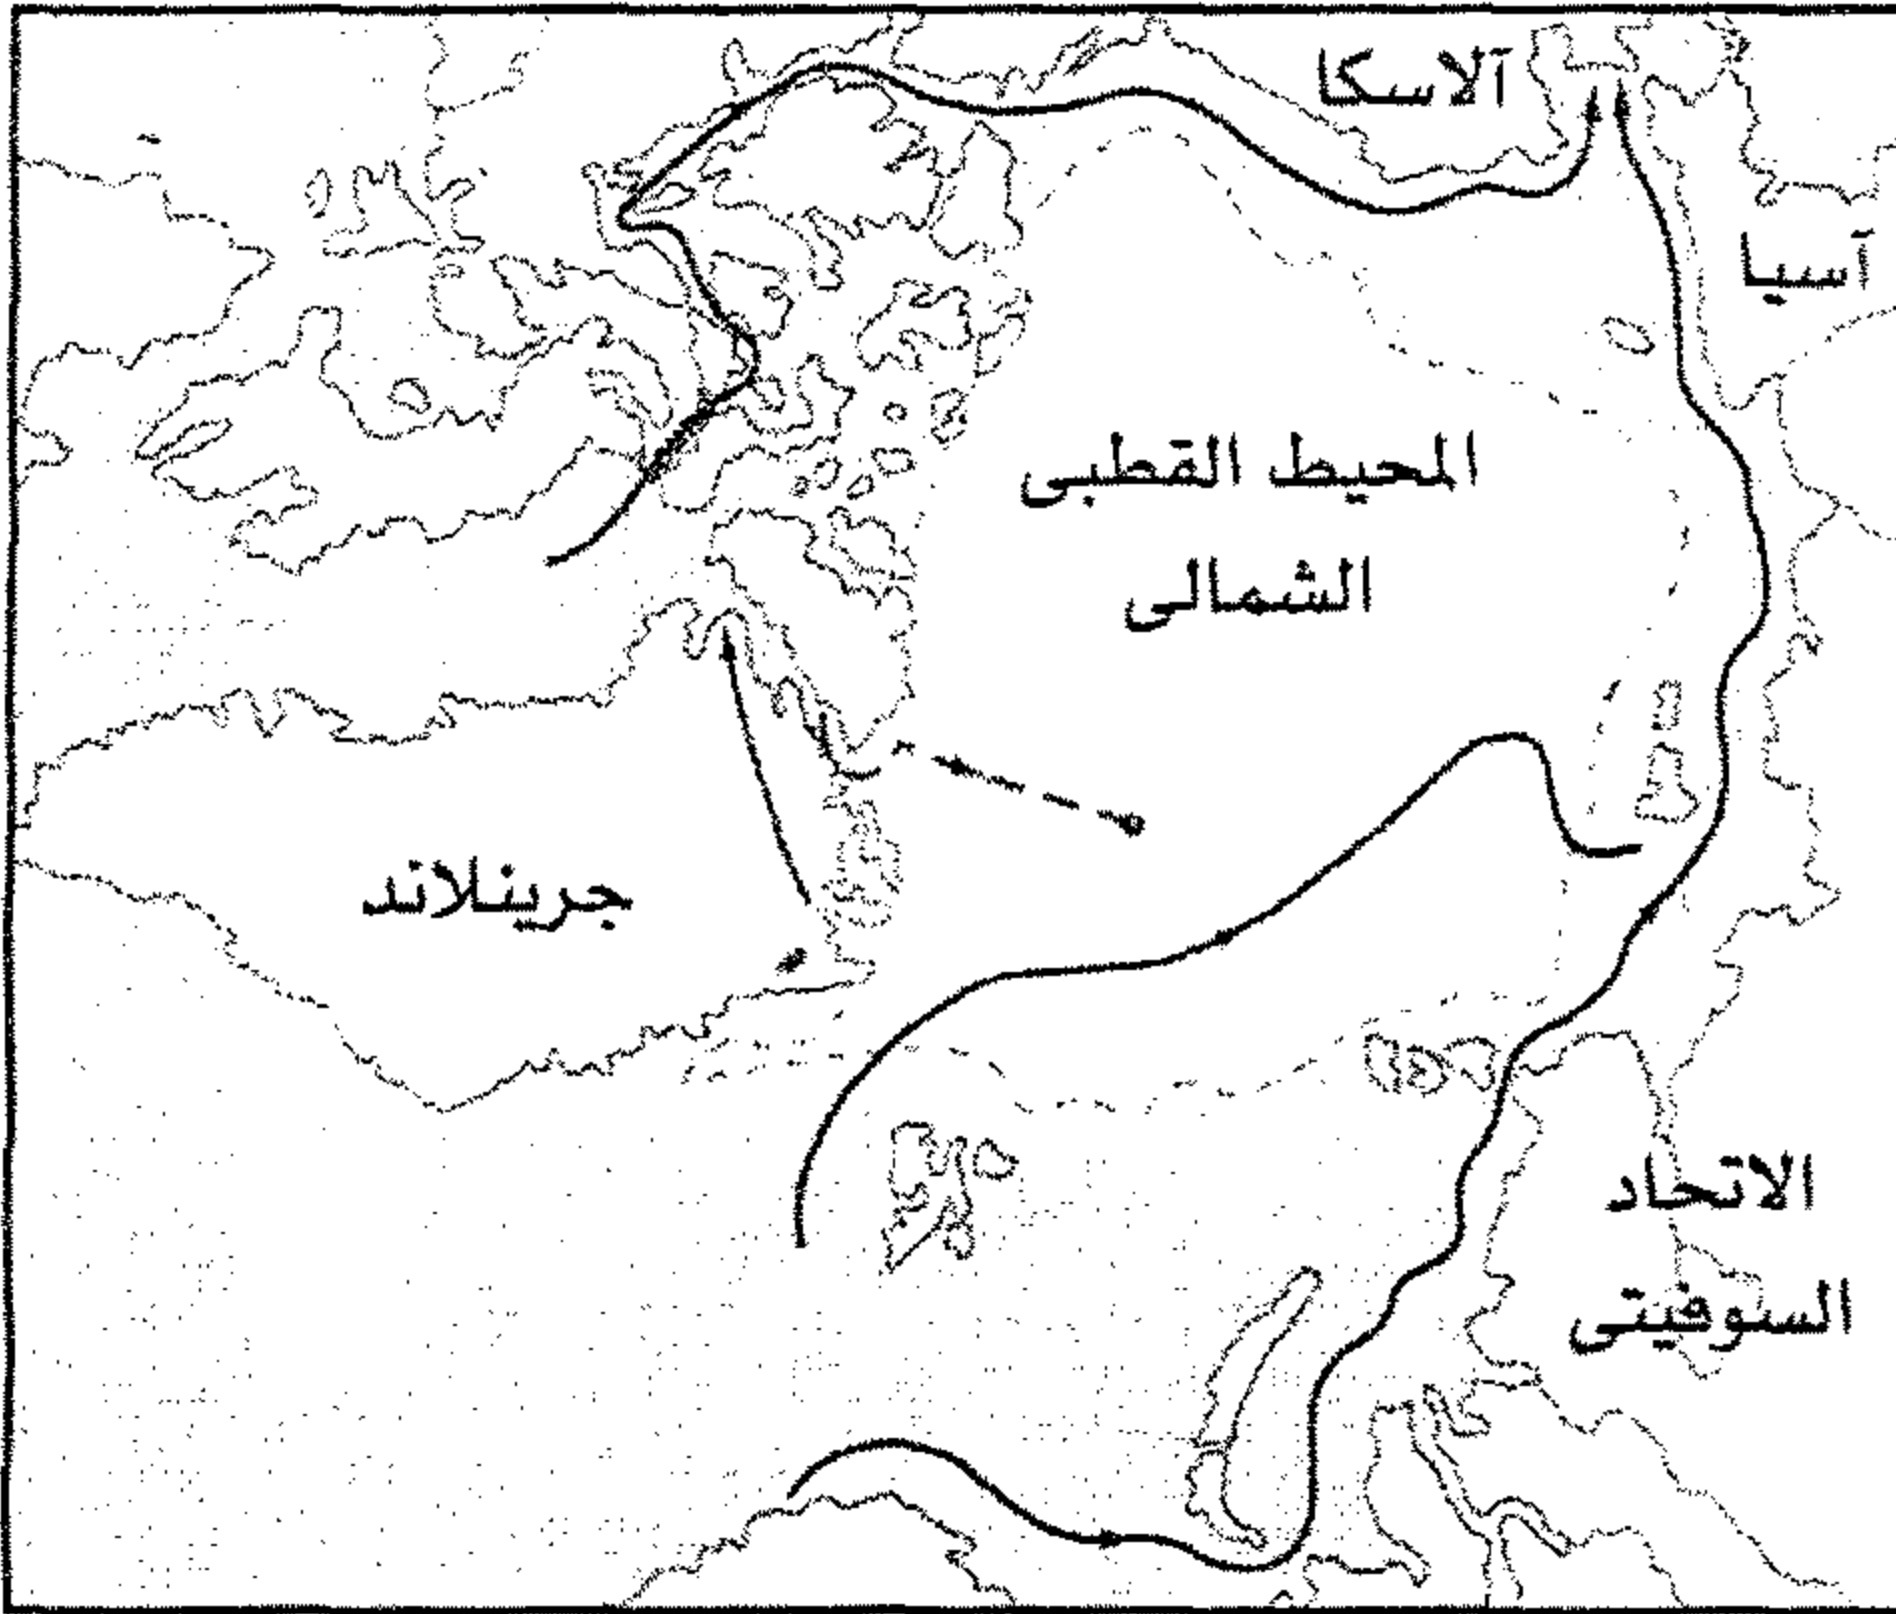 آلاسكا
آسيا
المحيط القطبى
الشمالى
جرينلاند
الاتحاد
السوفيتى